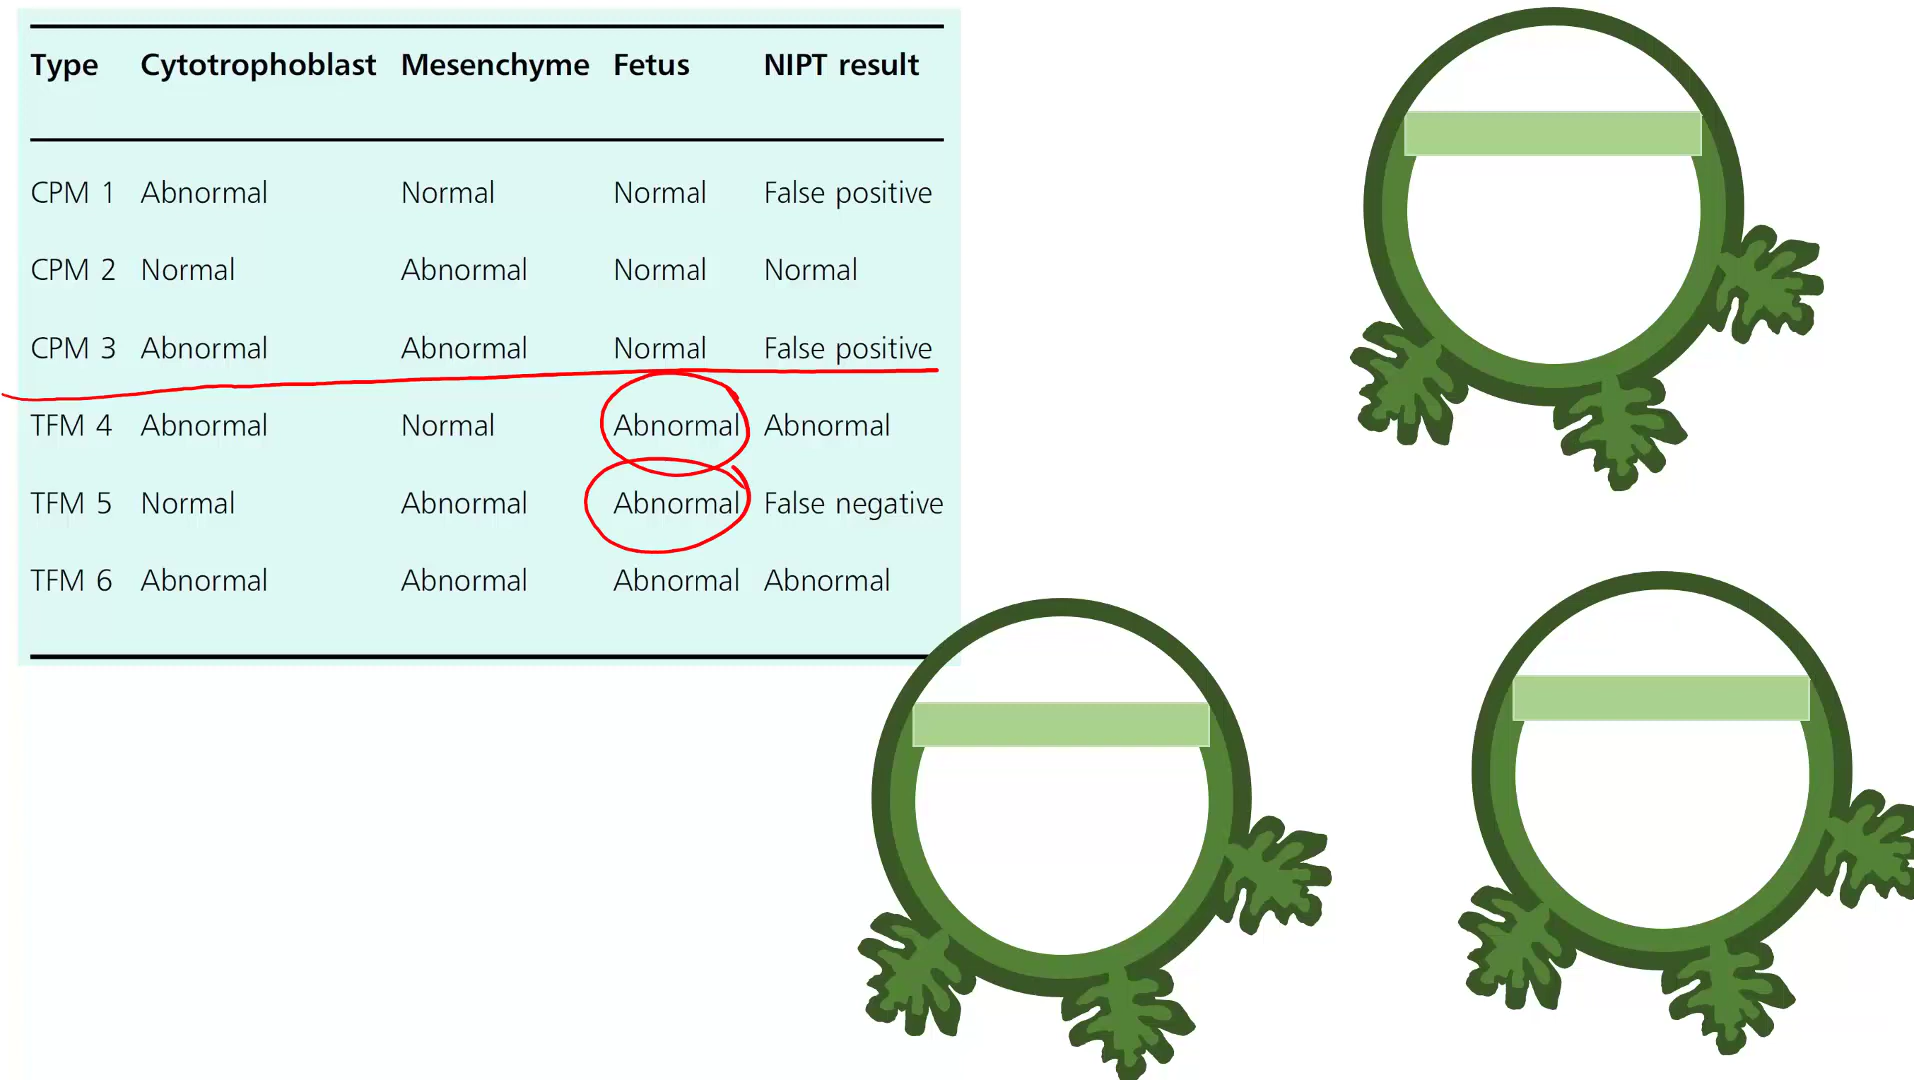 Type Cytotrophoblast Mesenchyme Fetus NIPT result
CPM 1 Abnormal Normal Normal False positive
CPM 2 Normal Abnormal Normal Normal
CPM 3 Abnormal Abnormal Normal False positive
TFM 4 Abnormal Normal Abnormal Abnormal
TFM 5 Normal Abnormal Abnormal False negative
TFM 6 Abnormal Abnormal Abnormal Abnormal